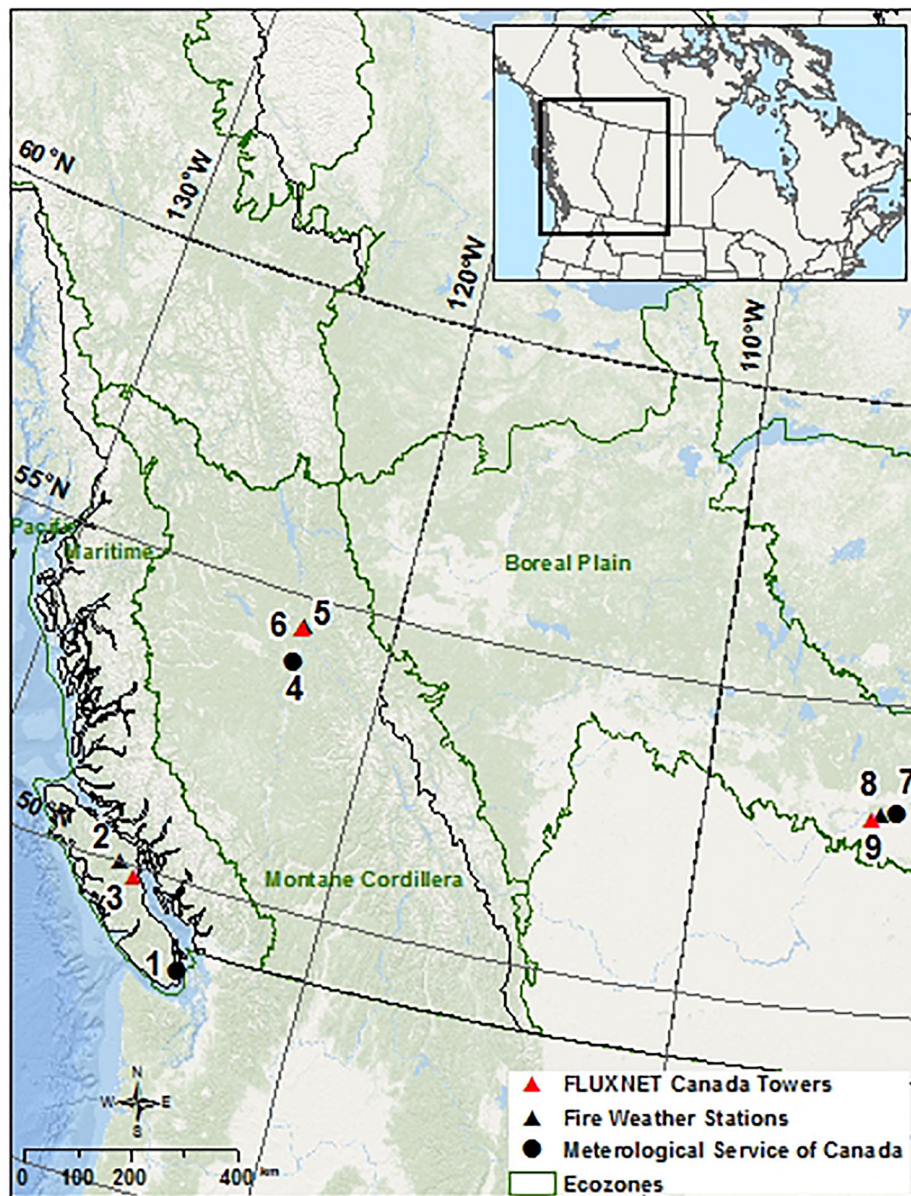 60 °N
130°W
120°W
110°W
55°N
Pacific
Maritime
Boreal Plain
6 5
4
8 7
9
50°
2
3
Montane Cordillera
1
N
W E
S
0 100 200 400 km
FLUXNET Canada Towers
Fire Weather Stations
Meterological Service of Canada
Ecozones